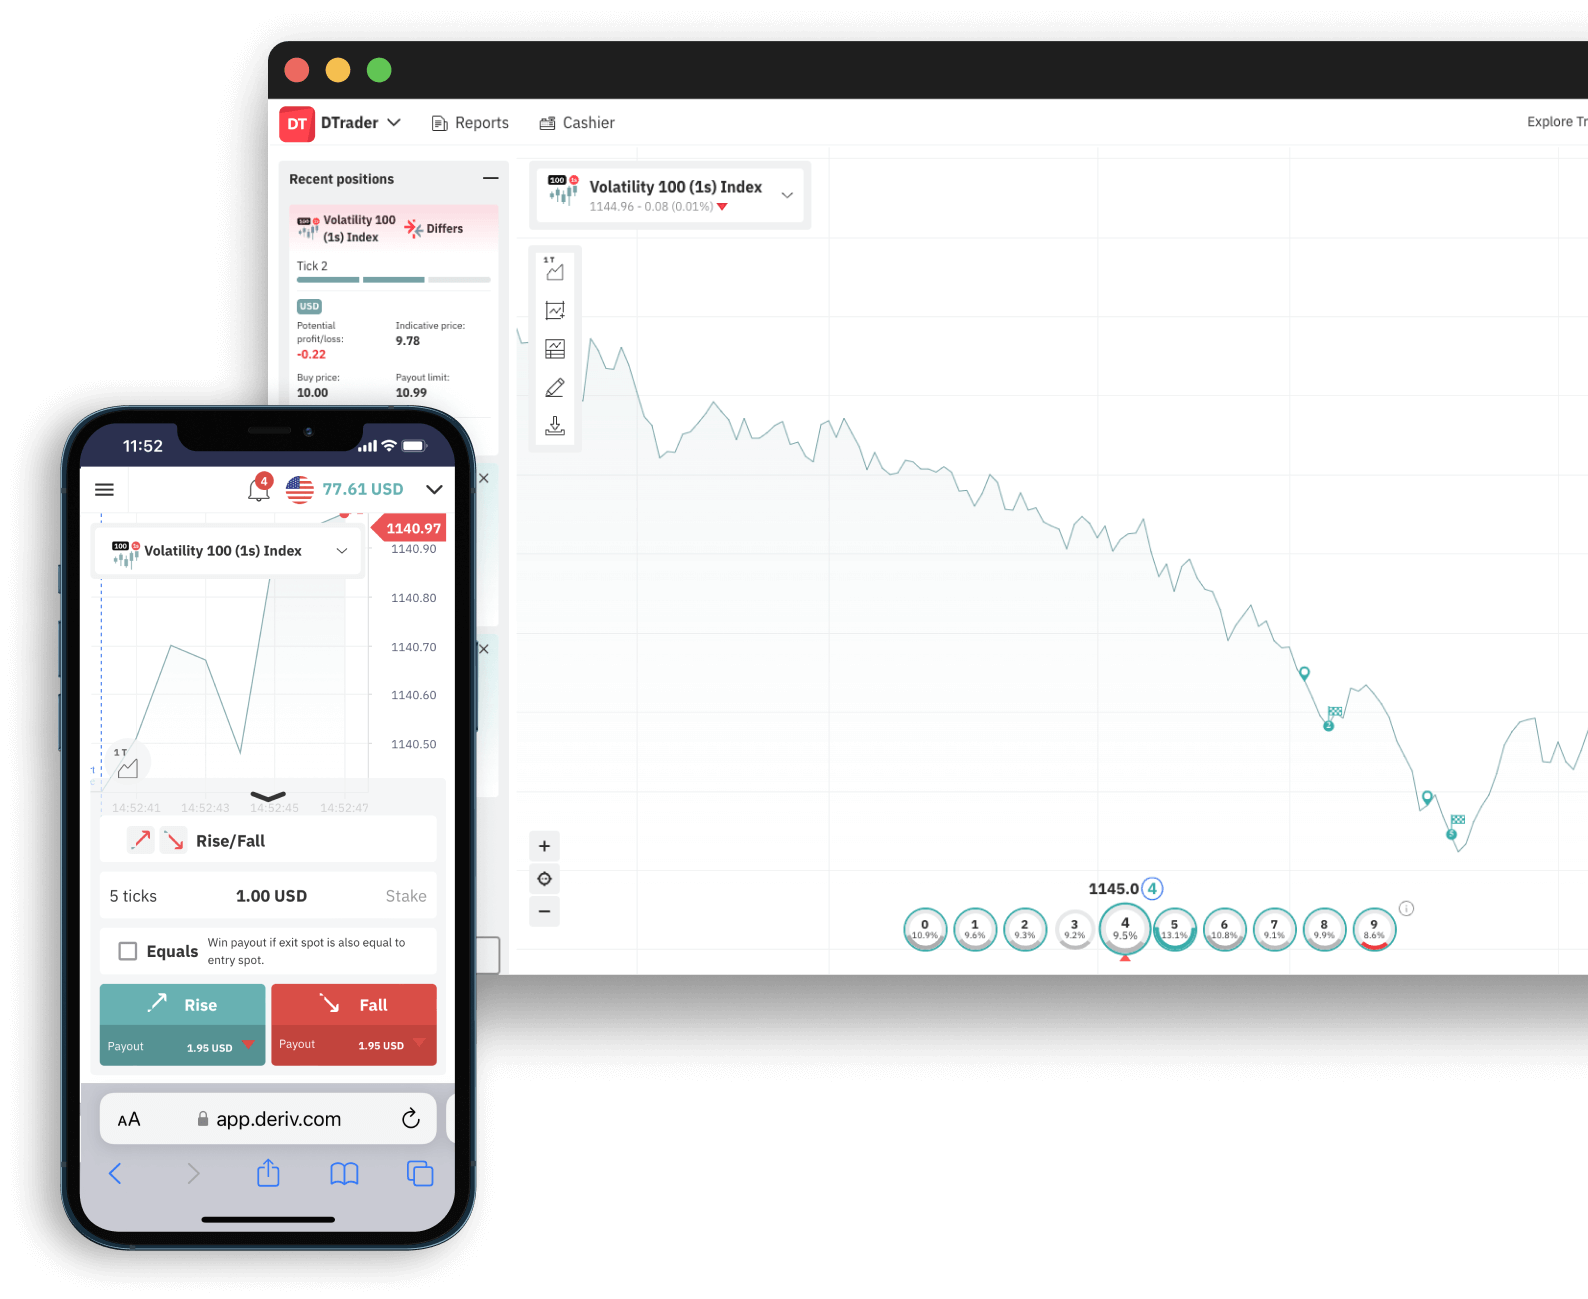 DT DTrader Reports Cashier
Explore Tr
Recent positions
100 1s Volatility 100 (1s) Index
1144.96 - 0.08 (0.01%)
Volatility 100
(1s) Index
Differs
Tick 2
USD
Potential
profit/loss:
-0.22
Indicative price:
9.78
Buy price:
10.00
Payout limit:
10.99
1 T
1145.0 4
0
10.9%
1
9.6%
2
9.3%
3
9.2%
4
9.5%
5
13.1%
6
10.8%
7
9.1%
8
9.9%
9
8.6%
11:52
4
77.61 USD
1140.97
100 Volatility 100 (1s) Index
1140.90
1140.80
1140.70
1140.60
1140.50
1 T
14:52:41 14:52:43 14:52:45 14:52:47
Rise/Fall
5 ticks 1.00 USD Stake
Equals
Win payout if exit spot is also equal to
entry spot.
Rise
Payout 1.95 USD
Fall
Payout 1.95 USD
AA app.deriv.com